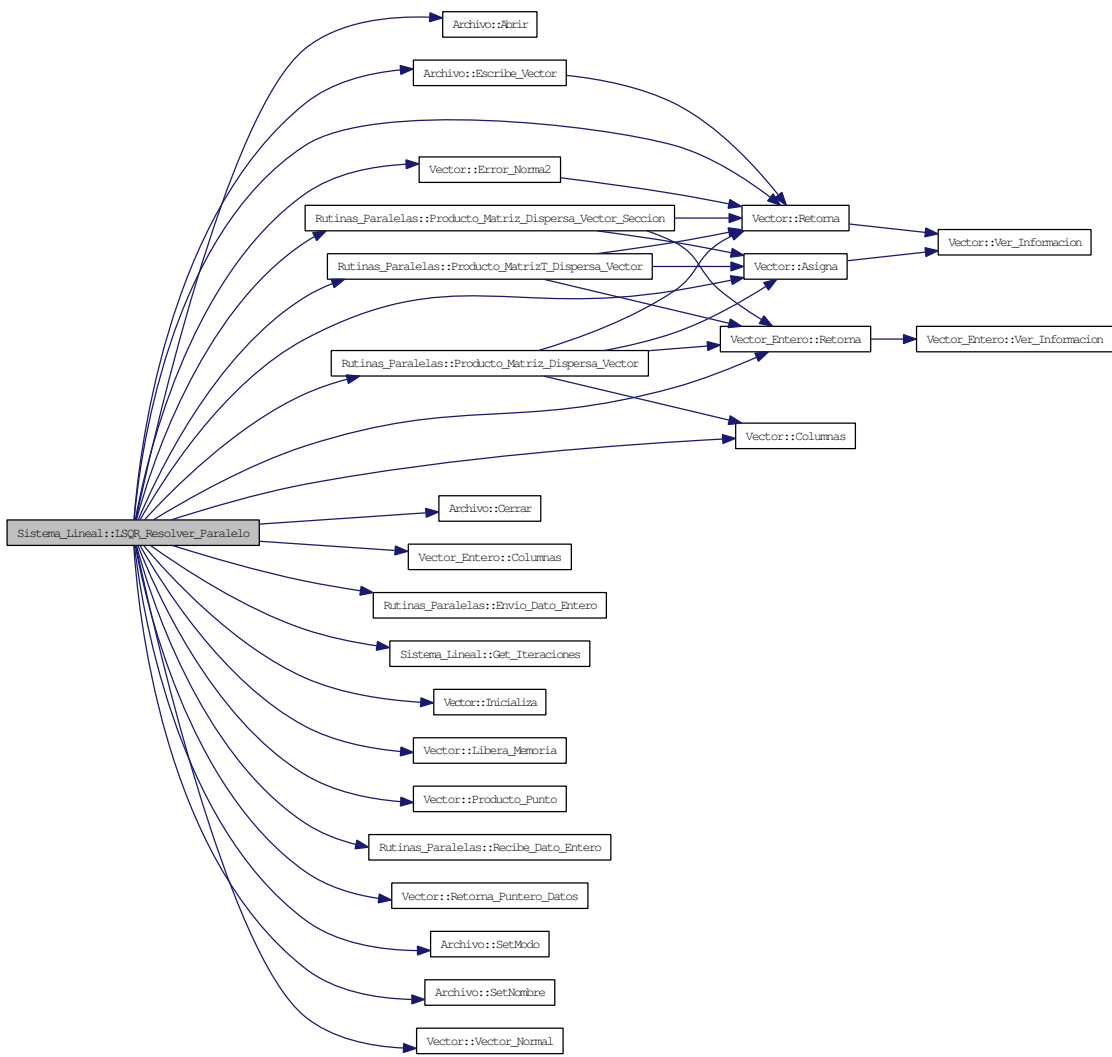 Archivo::Abrir
Archivo::Escribe_Vector
Vector::Error_Norma2
Rutinas_Paralelas::Producto_Matriz_Dispersa_Vector_Seccion
Vector::Retorna
Vector::Ver_Informacion
Rutinas_Paralelas::Producto_MatrizT_Dispersa_Vector
Vector::Asigna
Vector_Entero::Retorna
Vector_Entero::Ver_Informacion
Rutinas_Paralelas::Producto_Matriz_Dispersa_Vector
Vector::Columnas
Archivo::Cerrar
Sistema_Lineal::LSQR_Resolver_Paralelo
Vector_Entero::Columnas
Rutinas_Paralelas::Envio_Dato_Entero
Sistema_Lineal::Get_Iteraciones
Vector::Inicializa
Vector::Libera_Memoria
Vector::Producto_Punto
Rutinas_Paralelas::Recibe_Dato_Entero
Vector::Retorna_Puntero_Datos
Archivo::SetModo
Archivo::SetNombre
Vector::Vector_Normal